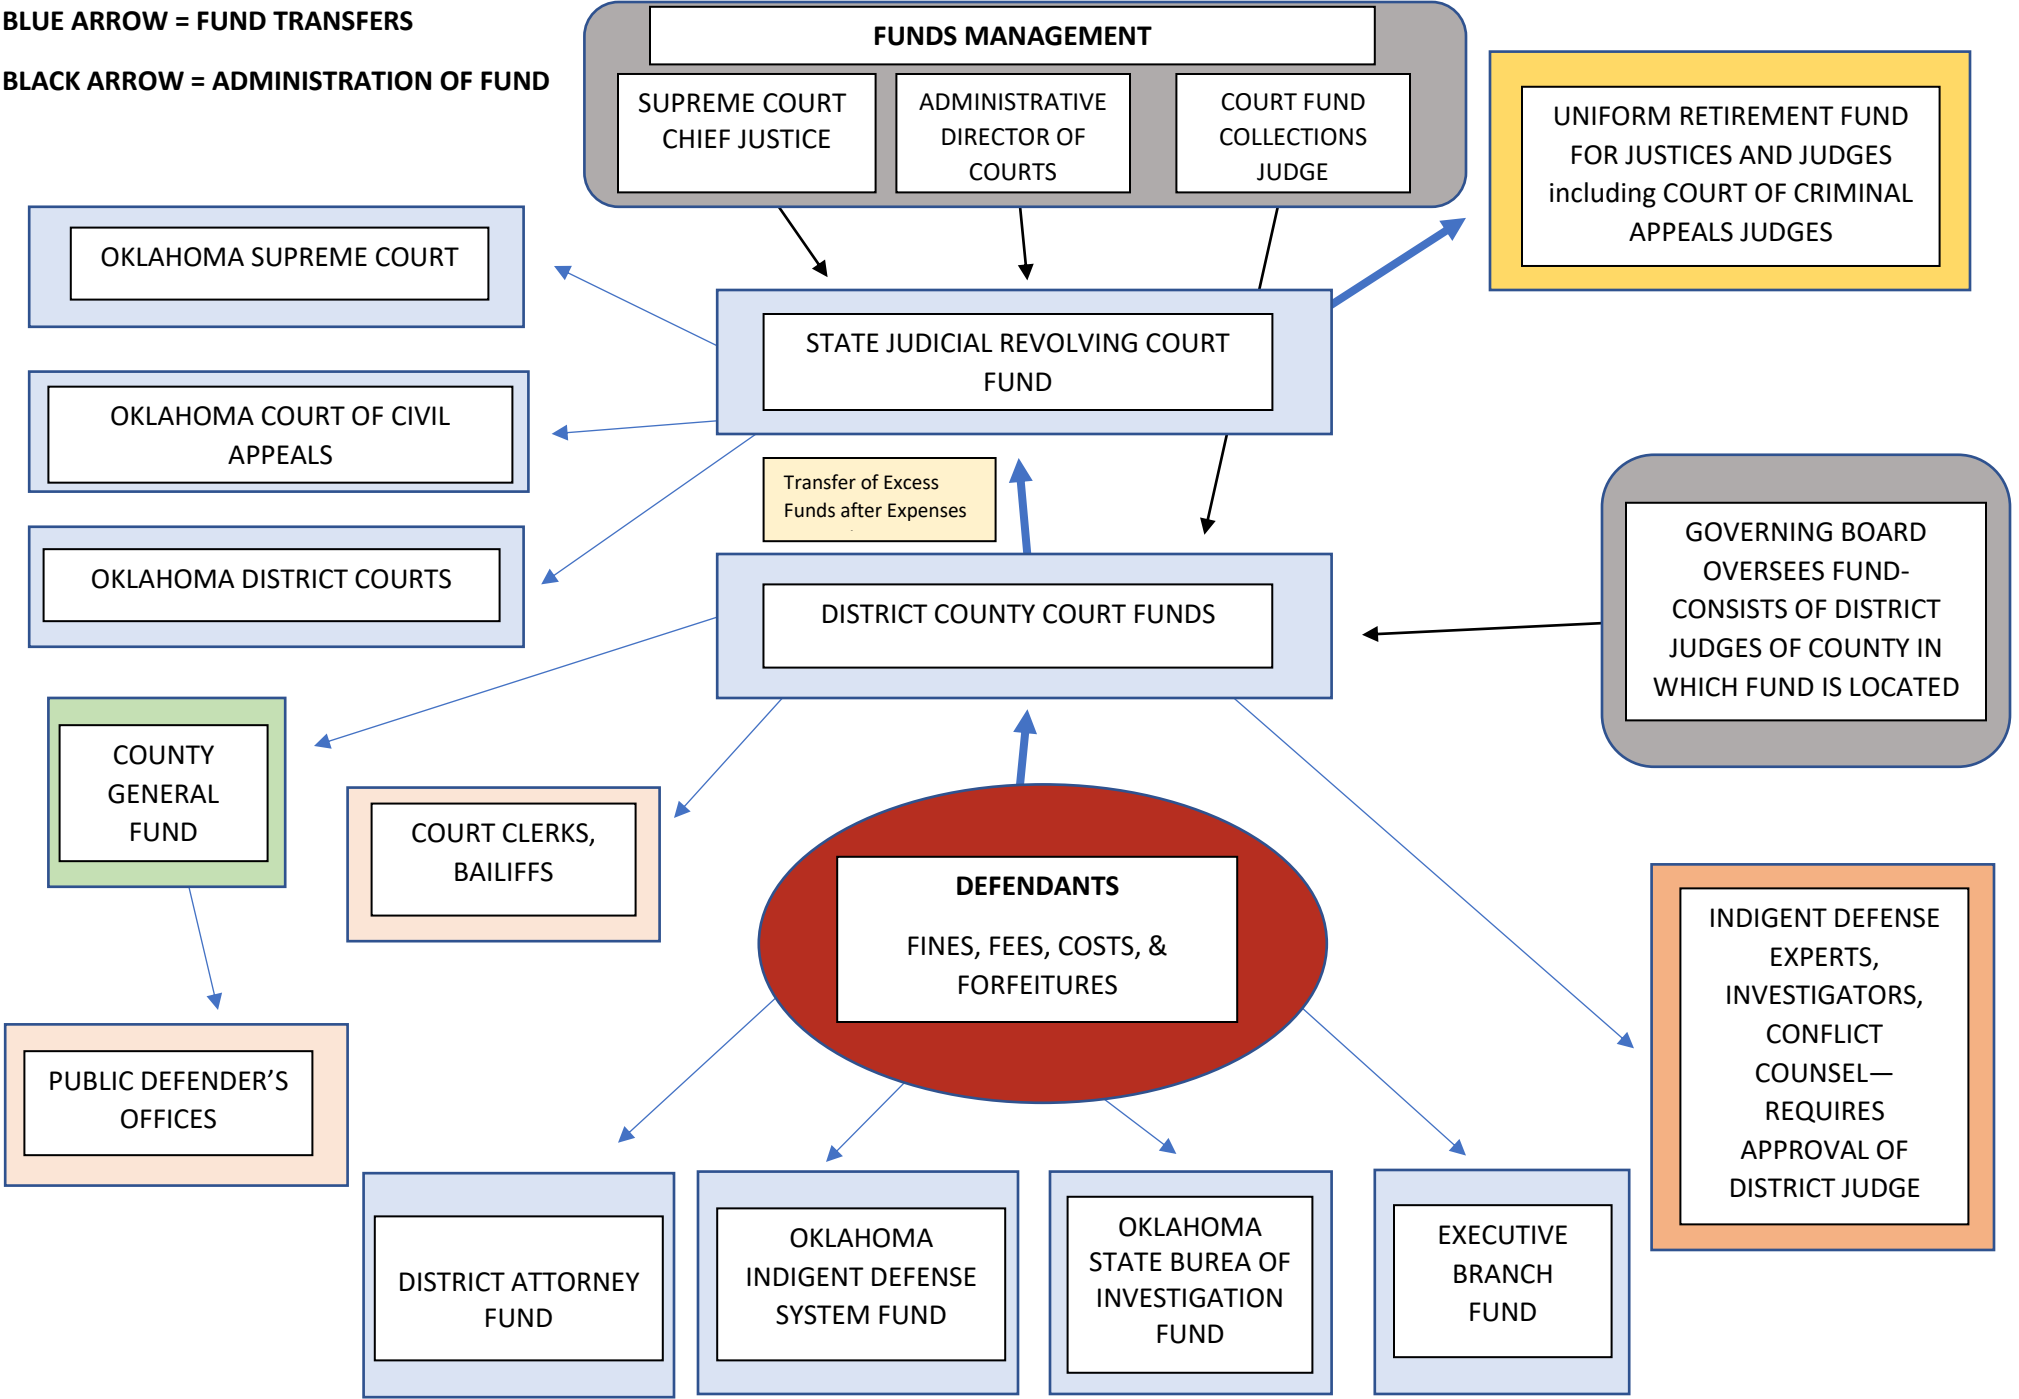 BLUE ARROW = FUND TRANSFERS
BLACK ARROW = ADMINISTRATION OF FUND
FUNDS MANAGEMENT
SUPREME COURT
CHIEF JUSTICE
ADMINISTRATIVE
DIRECTOR OF
COURTS
COURT FUND
COLLECTIONS
JUDGE
UNIFORM RETIREMENT FUND
FOR JUSTICES AND JUDGES
including COURT OF CRIMINAL
APPEALS JUDGES
OKLAHOMA SUPREME COURT
STATE JUDICIAL REVOLVING COURT
FUND
OKLAHOMA COURT OF CIVIL
APPEALS
Transfer of Excess
Funds after Expenses
OKLAHOMA DISTRICT COURTS
DISTRICT COUNTY COURT FUNDS
GOVERNING BOARD
OVERSEES FUND-
CONSISTS OF DISTRICT
JUDGES OF COUNTY IN
WHICH FUND IS LOCATED
COUNTY
GENERAL
FUND
COURT CLERKS,
BAILIFFS
DEFENDANTS
FINES, FEES, COSTS, &
FORFEITURES
INDIGENT DEFENSE
EXPERTS,
INVESTIGATORS,
CONFLICT
COUNSEL—
REQUIRES
APPROVAL OF
DISTRICT JUDGE
PUBLIC DEFENDER’S
OFFICES
DISTRICT ATTORNEY
FUND
OKLAHOMA
INDIGENT DEFENSE
SYSTEM FUND
OKLAHOMA
STATE BUREA OF
INVESTIGATION
FUND
EXECUTIVE
BRANCH
FUND